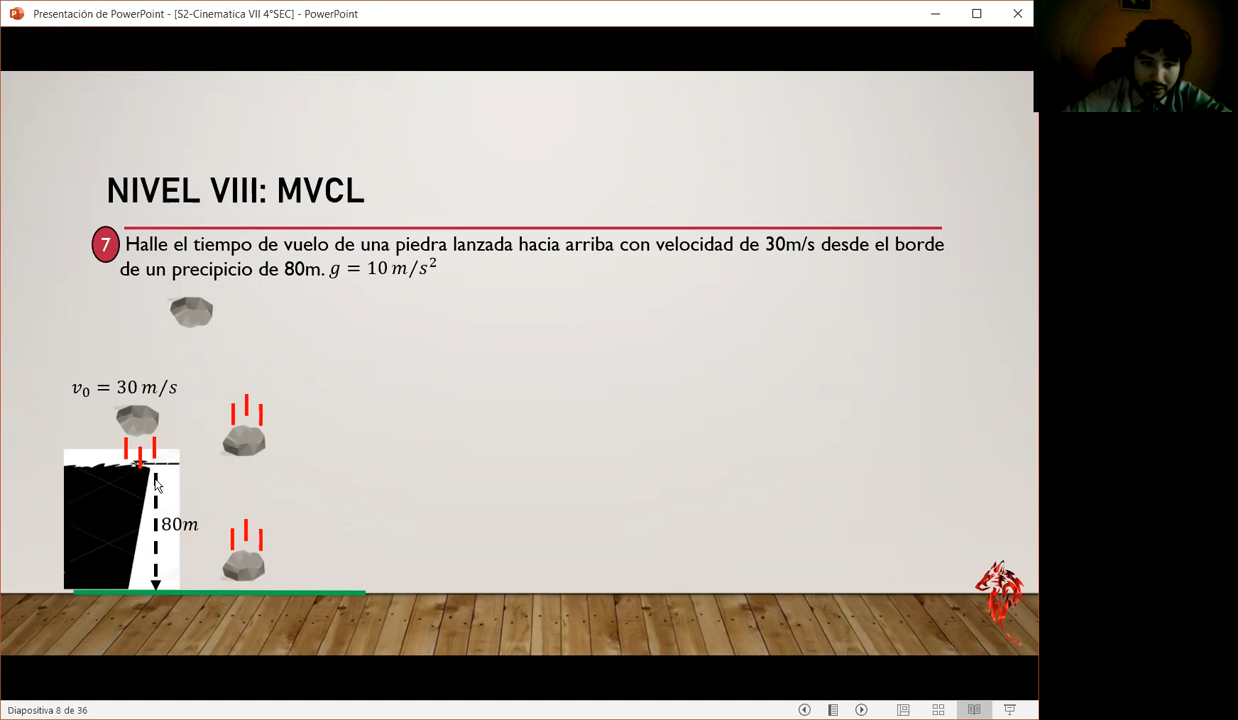 Presentación de PowerPoint - [S2-Cinematica VII 4°SEC] - PowerPoint
NIVEL VIII: MVCL
7 Halle el tiempo de vuelo de una piedra lanzada hacia arriba con velocidad de 30m/s desde el borde
de un precipicio de 80m. g = 10 m/s²
v₀ = 30 m/s
80m
Diapositiva 8 de 36